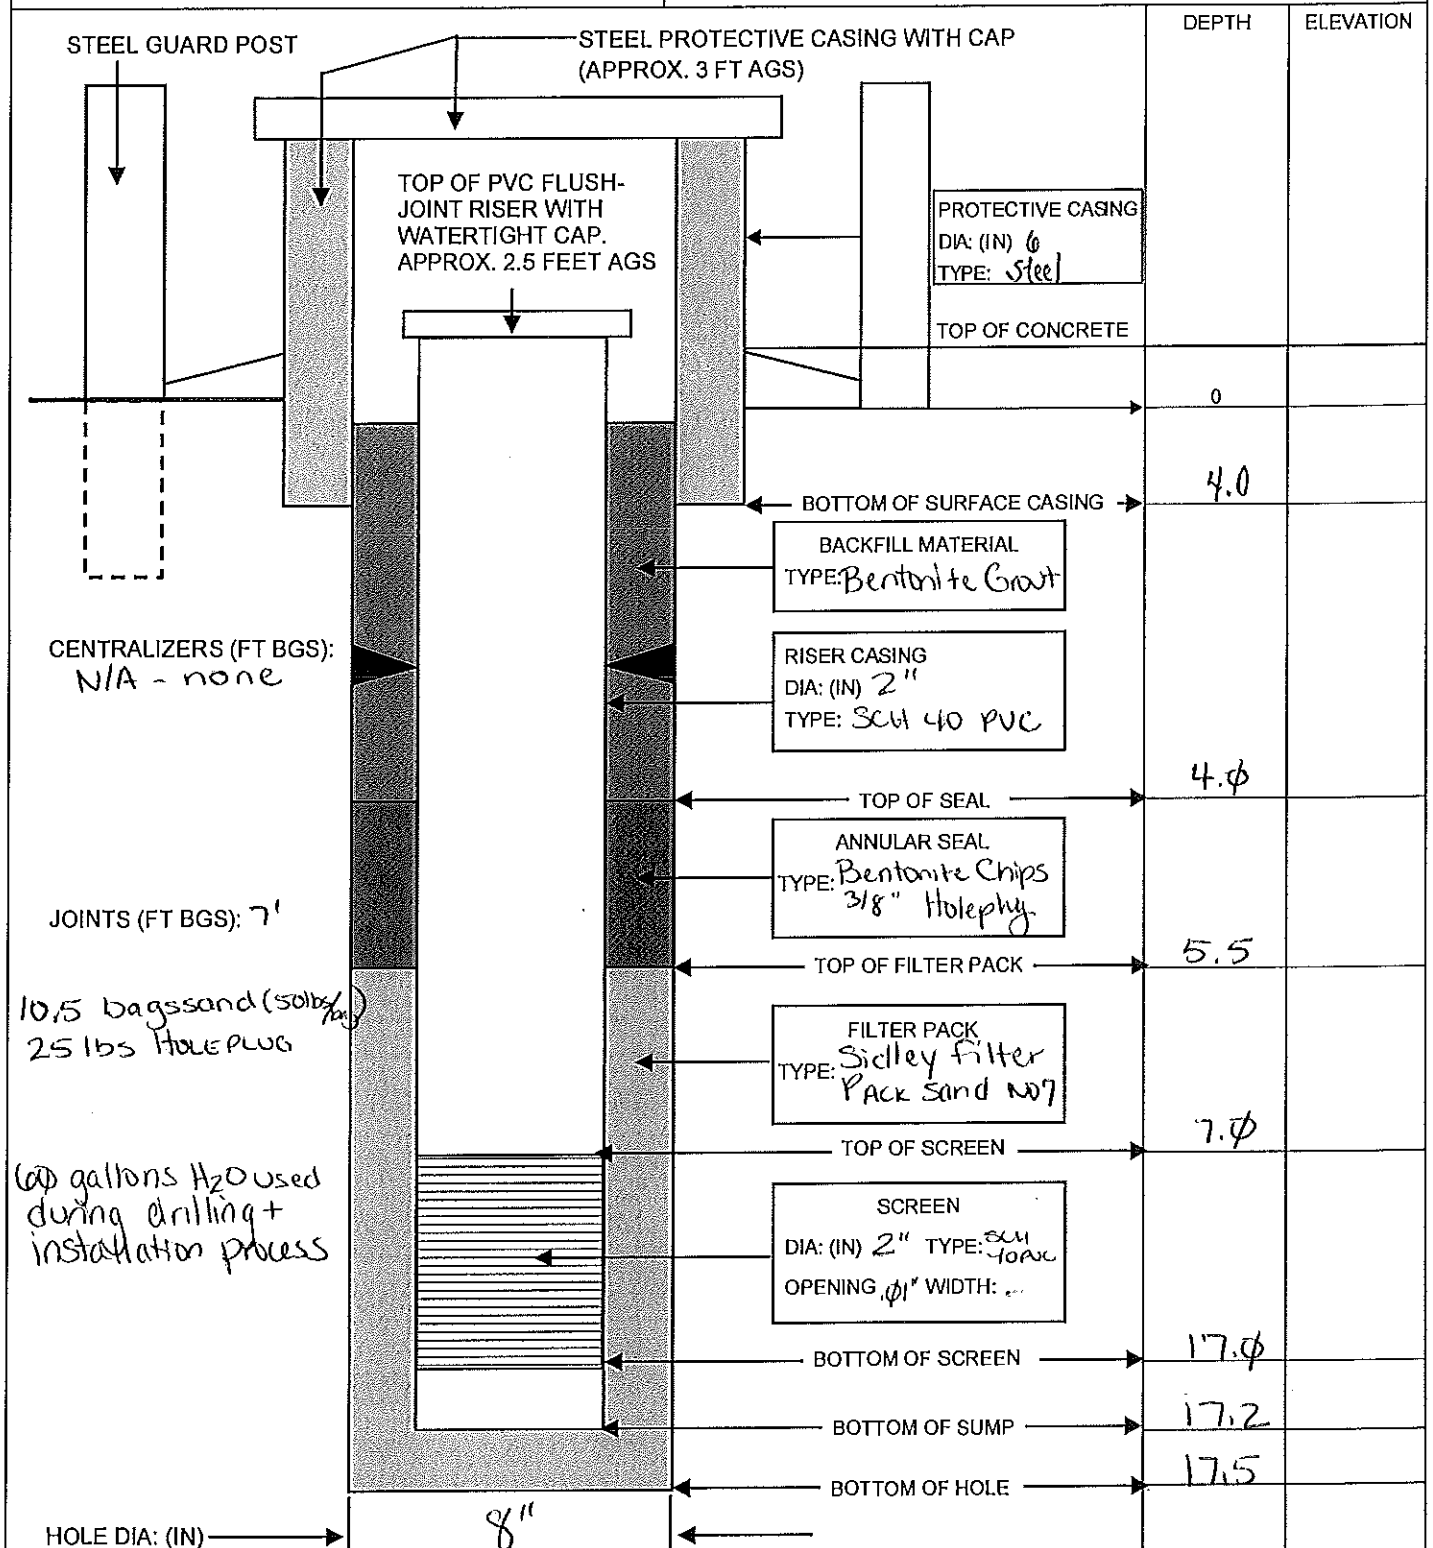 DEPTH
ELEVATION
STEEL GUARD POST
STEEL PROTECTIVE CASING WITH CAP
(APPROX. 3 FT AGS)
TOP OF PVC FLUSH-
JOINT RISER WITH
WATERTIGHT CAP.
APPROX. 2.5 FEET AGS
PROTECTIVE CASING
DIA: (IN) 6
TYPE: Steel
TOP OF CONCRETE
0
BOTTOM OF SURFACE CASING 4.0
BACKFILL MATERIAL
TYPE: Bentonite Grout
CENTRALIZERS (FT BGS):
N/A - none
RISER CASING
DIA: (IN) 2"
TYPE: SCH 40 PVC
TOP OF SEAL 4.0
ANNULAR SEAL
TYPE: Bentonite Chips
3/8" Holeplug
JOINTS (FT BGS): 7'
TOP OF FILTER PACK 5.5
10.5 bags sand (50lbs/bag)
25 lbs HOLEPLUG
FILTER PACK
TYPE: Sidley Filter
PACK Sand NO7
TOP OF SCREEN 7.0
60 gallons H₂O used
during drilling +
installation process
SCREEN
DIA: (IN) 2" TYPE: SCH
40 PVC
OPENING .01" WIDTH:
BOTTOM OF SCREEN 17.0
BOTTOM OF SUMP 17.2
BOTTOM OF HOLE 17.5
HOLE DIA: (IN) 8"